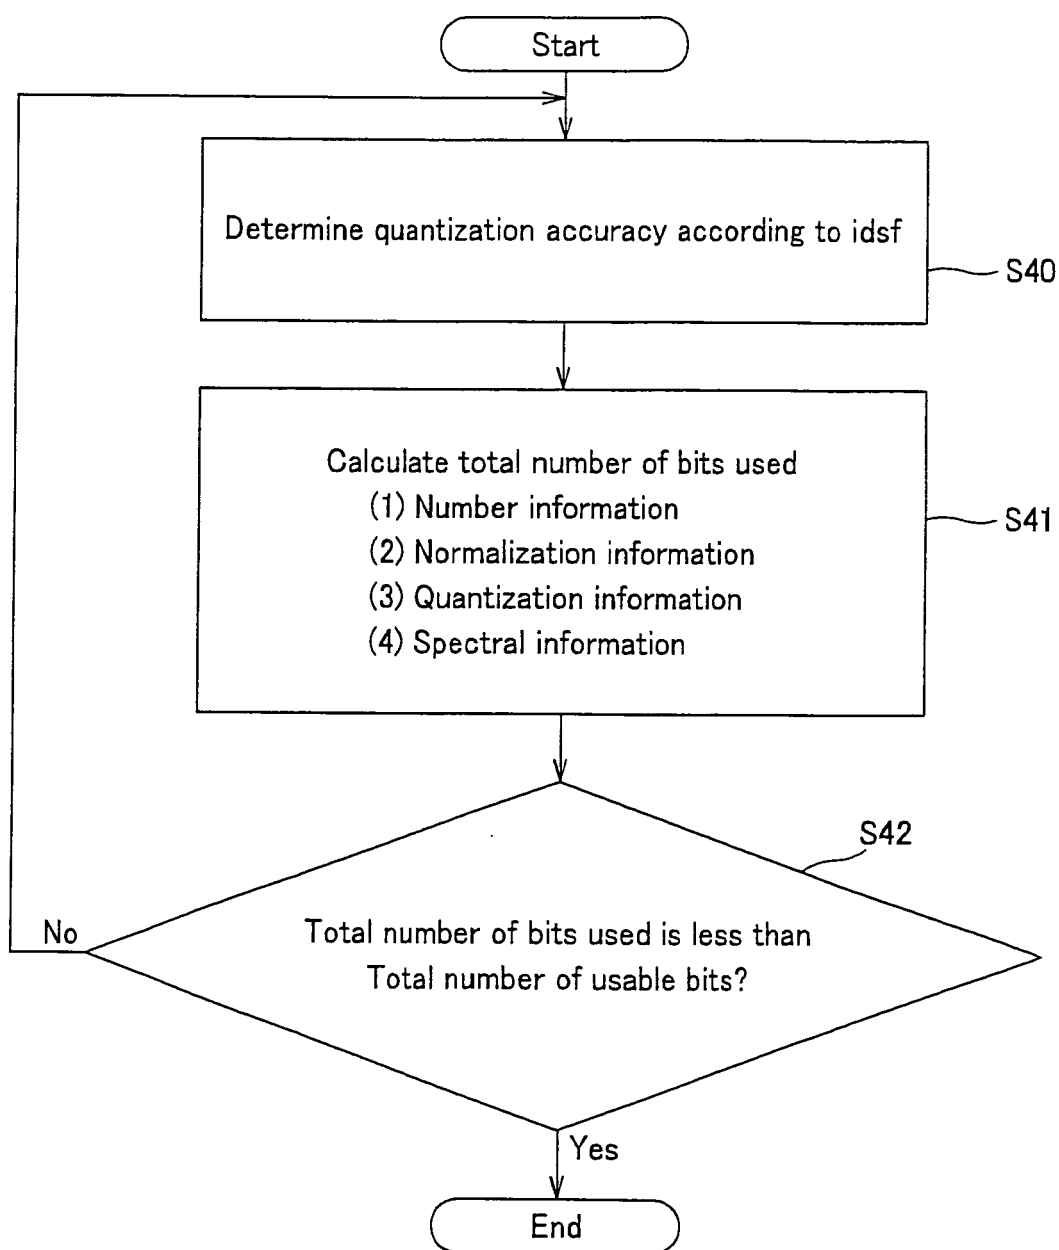 Start
Determine quantization accuracy according to idsf
S40
Calculate total number of bits used
(1) Number information
(2) Normalization information
(3) Quantization information
(4) Spectral information
S41
S42
Total number of bits used is less than
Total number of usable bits?
No
Yes
End